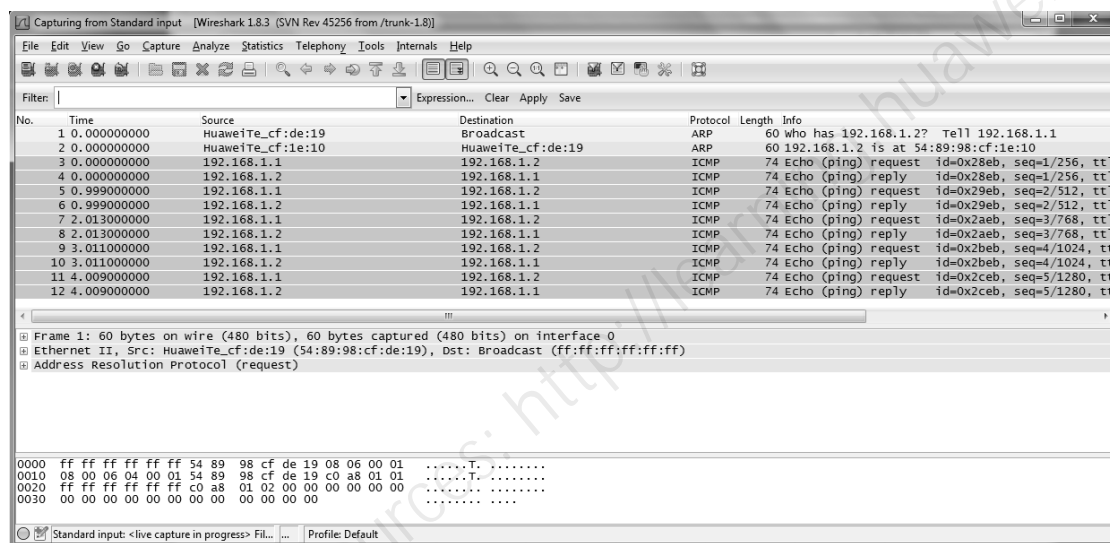 Capturing from Standard input [Wireshark 1.8.3 (SVN Rev 45256 from /trunk-1.8)]
File Edit View Go Capture Analyze Statistics Telephony Tools Internals Help
Filter: Expression... Clear Apply Save
No. Time Source Destination Protocol Length Info
1 0.000000000 HuaweiTe_cf:de:19 Broadcast ARP 60 Who has 192.168.1.2? Tell 192.168.1.1
2 0.000000000 HuaweiTe_cf:1e:10 HuaweiTe_cf:de:19 ARP 60 192.168.1.2 is at 54:89:98:cf:1e:10
3 0.000000000 192.168.1.1 192.168.1.2 ICMP 74 Echo (ping) request id=0x28eb, seq=1/256, ttl
4 0.000000000 192.168.1.2 192.168.1.1 ICMP 74 Echo (ping) reply id=0x28eb, seq=1/256, ttl
5 0.999000000 192.168.1.1 192.168.1.2 ICMP 74 Echo (ping) request id=0x29eb, seq=2/512, ttl
6 0.999000000 192.168.1.2 192.168.1.1 ICMP 74 Echo (ping) reply id=0x29eb, seq=2/512, ttl
7 2.013000000 192.168.1.1 192.168.1.2 ICMP 74 Echo (ping) request id=0x2aeb, seq=3/768, ttl
8 2.013000000 192.168.1.2 192.168.1.1 ICMP 74 Echo (ping) reply id=0x2aeb, seq=3/768, ttl
9 3.011000000 192.168.1.1 192.168.1.2 ICMP 74 Echo (ping) request id=0x2beb, seq=4/1024, tt
10 3.011000000 192.168.1.2 192.168.1.1 ICMP 74 Echo (ping) reply id=0x2beb, seq=4/1024, tt
11 4.009000000 192.168.1.1 192.168.1.2 ICMP 74 Echo (ping) request id=0x2ceb, seq=5/1280, tt
12 4.009000000 192.168.1.2 192.168.1.1 ICMP 74 Echo (ping) reply id=0x2ceb, seq=5/1280, tt
Frame 1: 60 bytes on wire (480 bits), 60 bytes captured (480 bits) on interface 0
Ethernet II, Src: HuaweiTe_cf:de:19 (54:89:98:cf:de:19), Dst: Broadcast (ff:ff:ff:ff:ff:ff)
Address Resolution Protocol (request)
0000 ff ff ff ff ff ff 54 89 98 cf de 19 08 06 00 01 ......T. ........
0010 08 00 06 04 00 01 54 89 98 cf de 19 c0 a8 01 01 ......T. ........
0020 ff ff ff ff ff ff c0 a8 01 02 00 00 00 00 00 00 ........ ........
0030 00 00 00 00 00 00 00 00 00 00 00 00 ........ ....
Standard input: <live capture in progress> Fil... ... Profile: Default
urces: http://learning.huawe